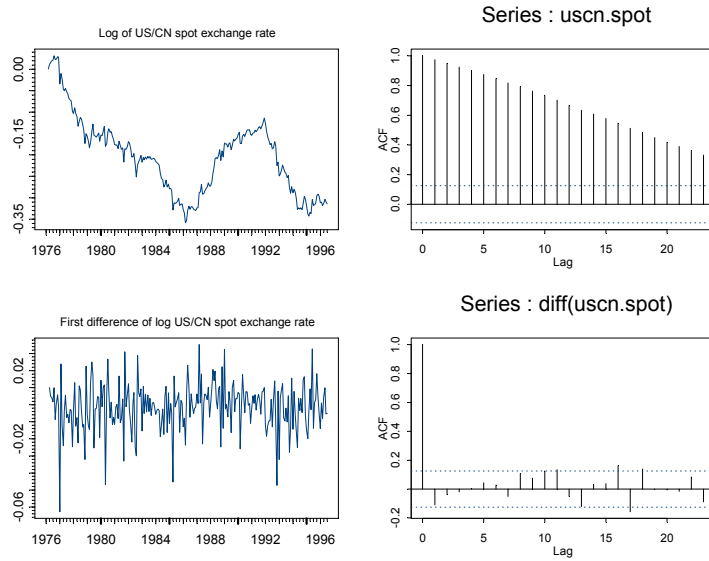 Log of US/CN spot exchange rate
0.00
-0.15
-0.35
1976 1980 1984 1988 1992 1996
Series : uscn.spot
ACF
1.0
0.8
0.6
0.4
0.2
0.0
0 5 10 15 20
Lag
First difference of log US/CN spot exchange rate
0.02
-0.02
-0.06
1976 1980 1984 1988 1992 1996
Series : diff(uscn.spot)
ACF
1.0
0.8
0.6
0.4
0.2
-0.2
0 5 10 15 20
Lag